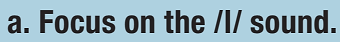 a. Focus on the /l/ sound.